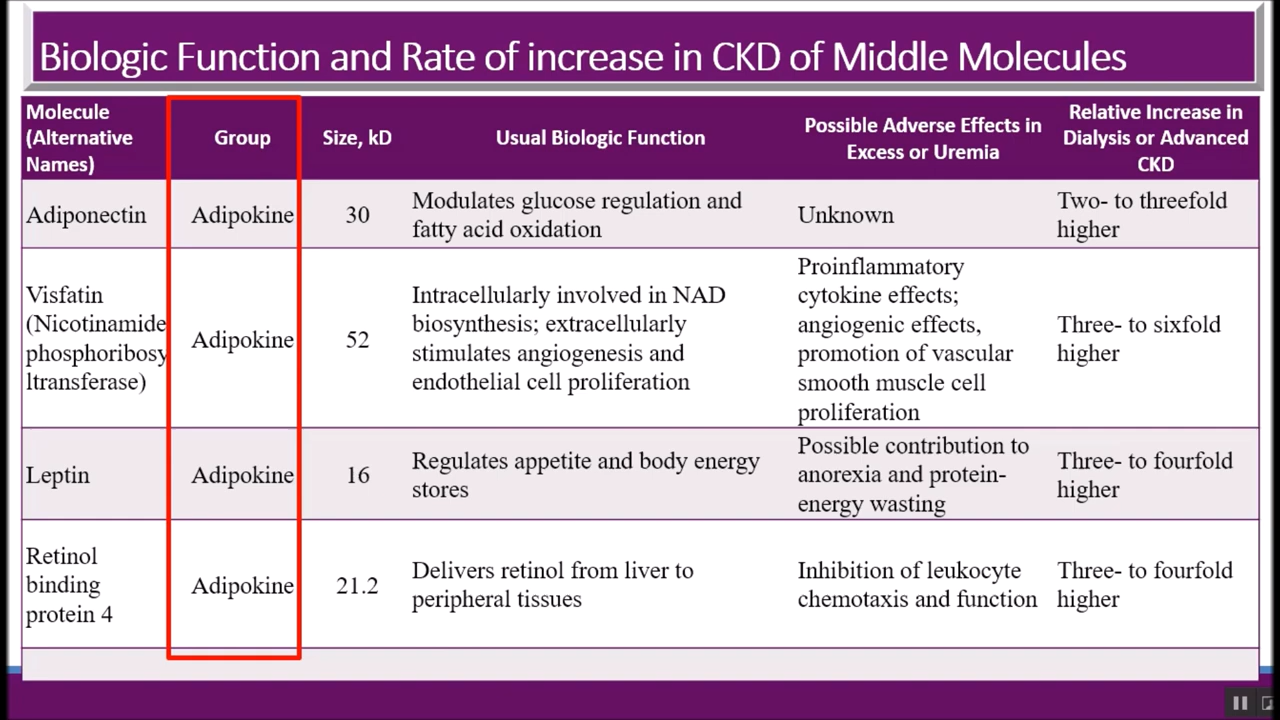 Biologic Function and Rate of increase in CKD of Middle Molecules
Molecule
(Alternative
Names)
Group
Size, kD
Usual Biologic Function
Possible Adverse Effects in
Excess or Uremia
Relative Increase in
Dialysis or Advanced
CKD
Adiponectin
Adipokine
30
Modulates glucose regulation and
fatty acid oxidation
Unknown
Two- to threefold
higher
Visfatin
(Nicotinamide
phosphoribosy
ltransferase)
Adipokine
52
Intracellularly involved in NAD
biosynthesis; extracellularly
stimulates angiogenesis and
endothelial cell proliferation
Proinflammatory
cytokine effects;
angiogenic effects,
promotion of vascular
smooth muscle cell
proliferation
Three- to sixfold
higher
Leptin
Adipokine
16
Regulates appetite and body energy
stores
Possible contribution to
anorexia and protein-
energy wasting
Three- to fourfold
higher
Retinol
binding
protein 4
Adipokine
21.2
Delivers retinol from liver to
peripheral tissues
Inhibition of leukocyte
chemotaxis and function
Three- to fourfold
higher